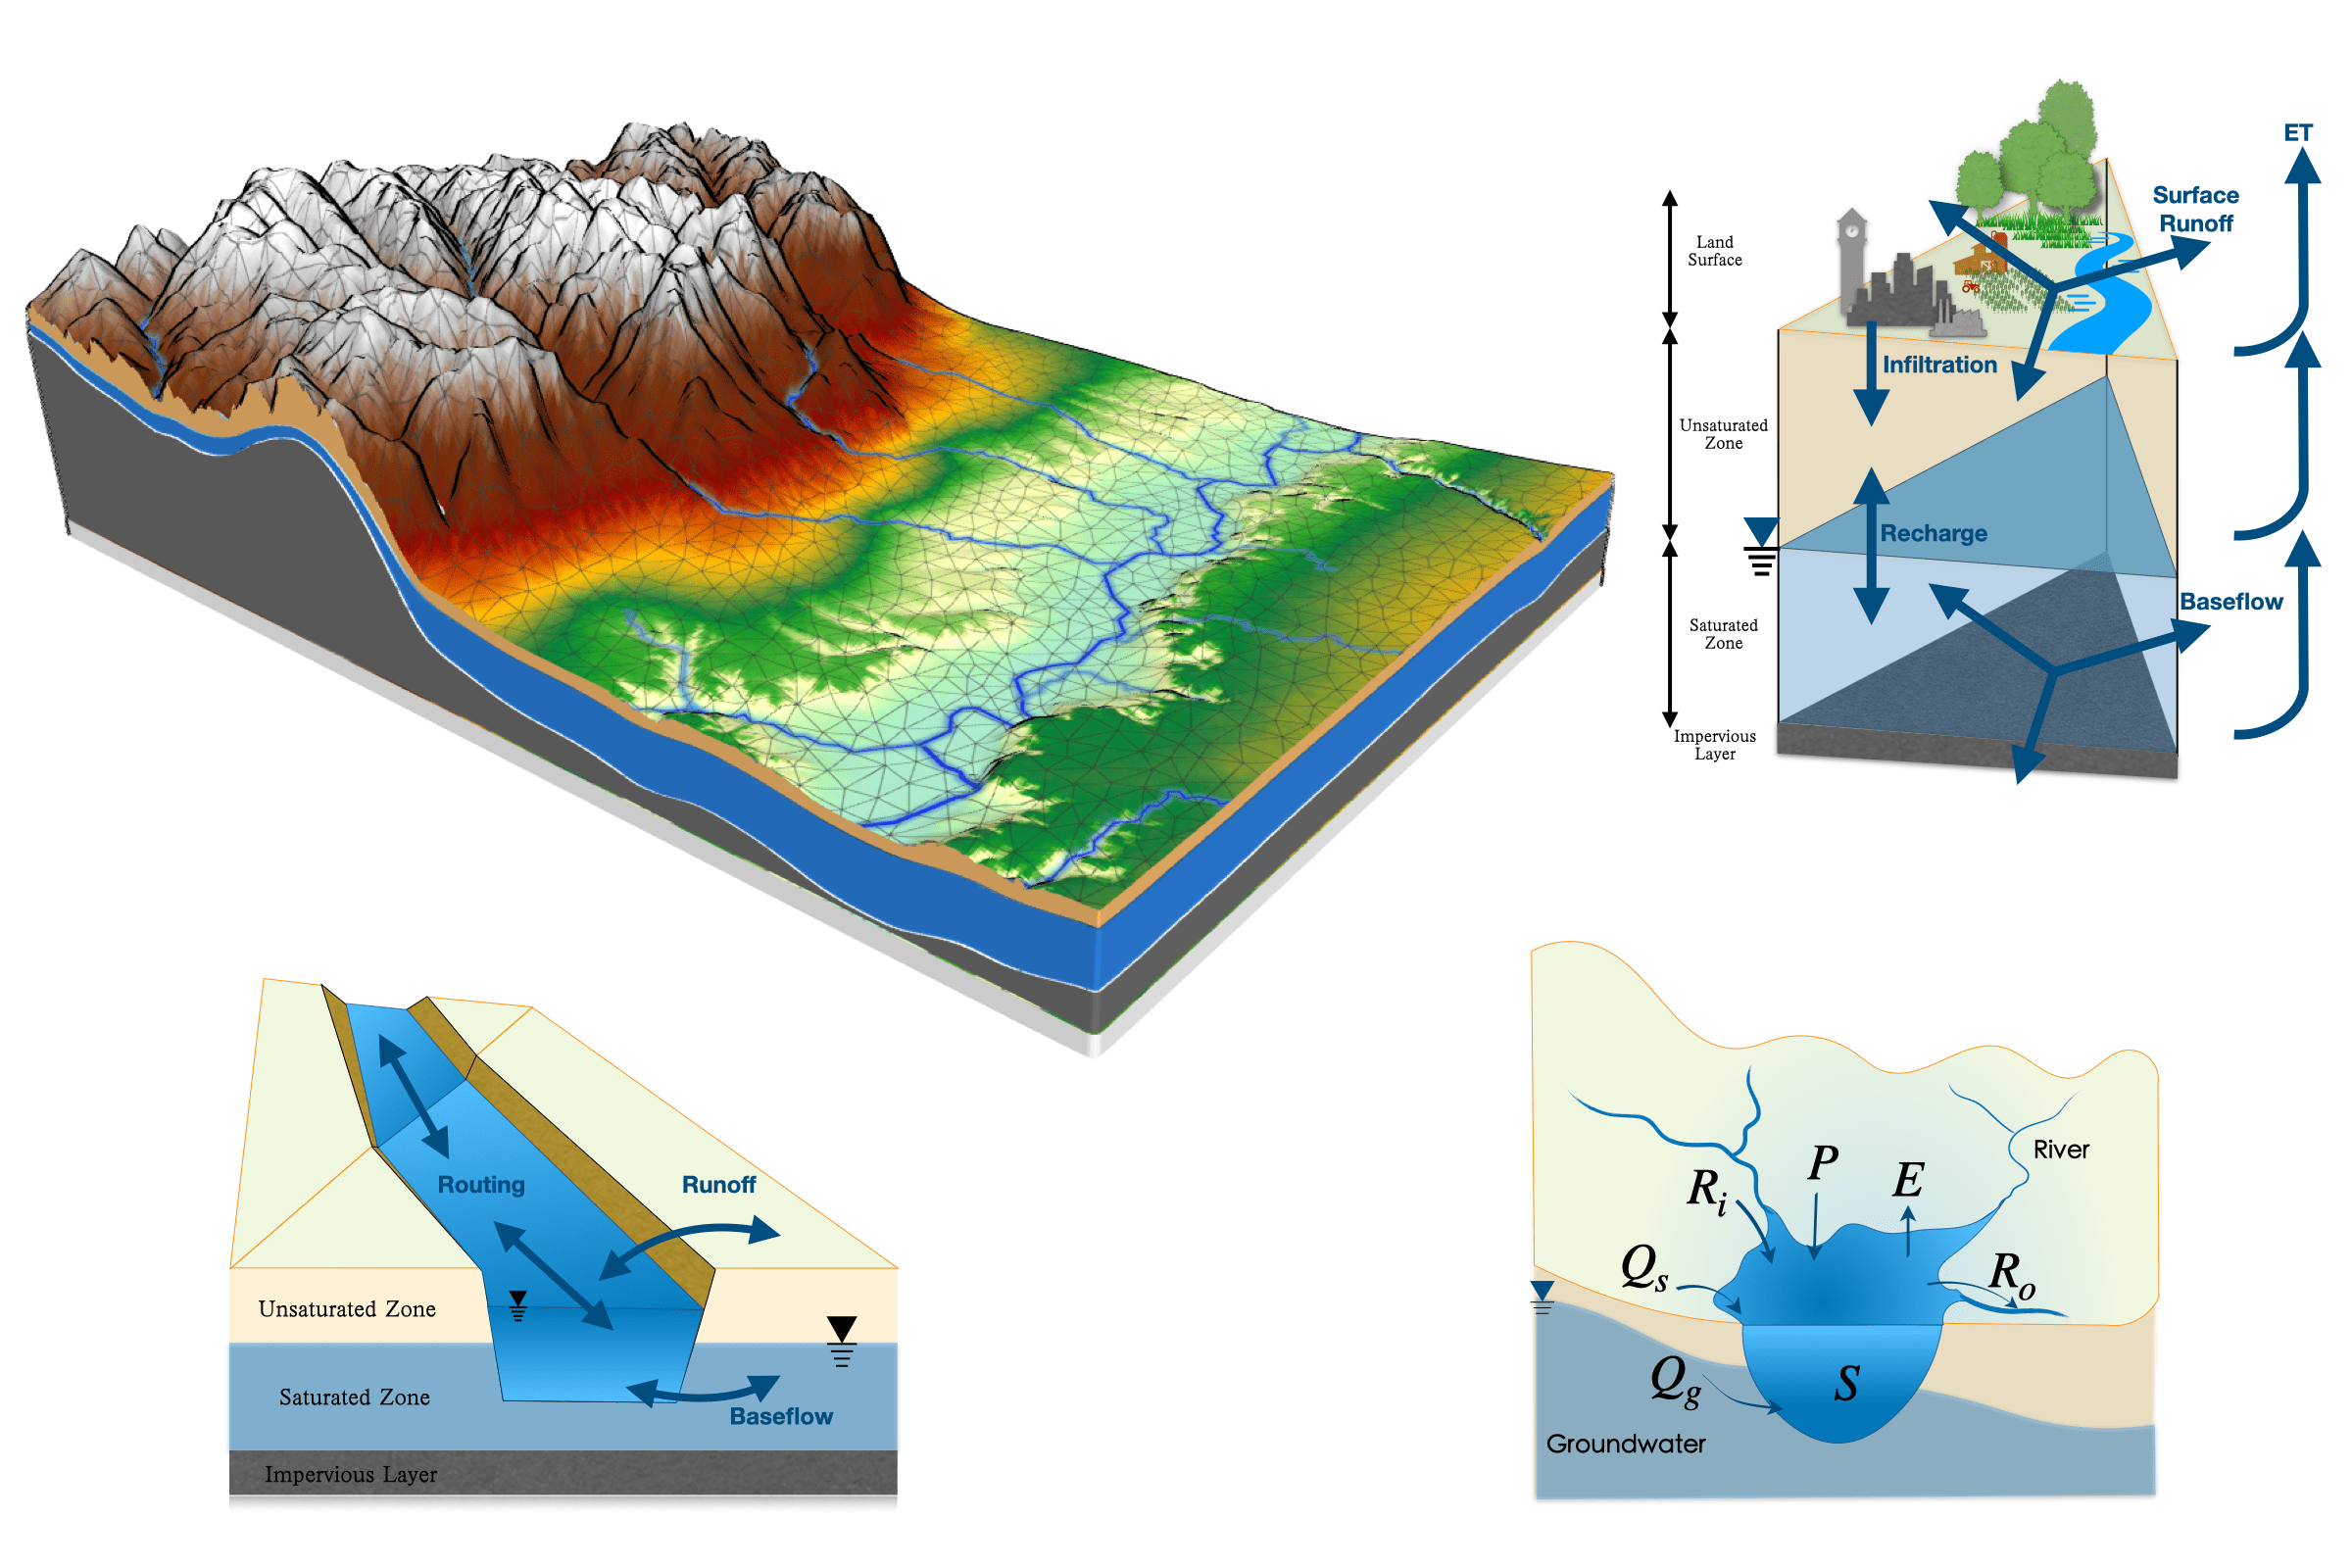 ET
Surface
Runoff
Land
Surface
Infiltration
Unsaturated
Zone
Recharge
Baseflow
Saturated
Zone
Impervious
Layer
Routing
Runoff
Unsaturated Zone
Saturated Zone
Baseflow
Impervious Layer
River
P
E
R_i
Q_s
R_o
Q_g
S
Groundwater